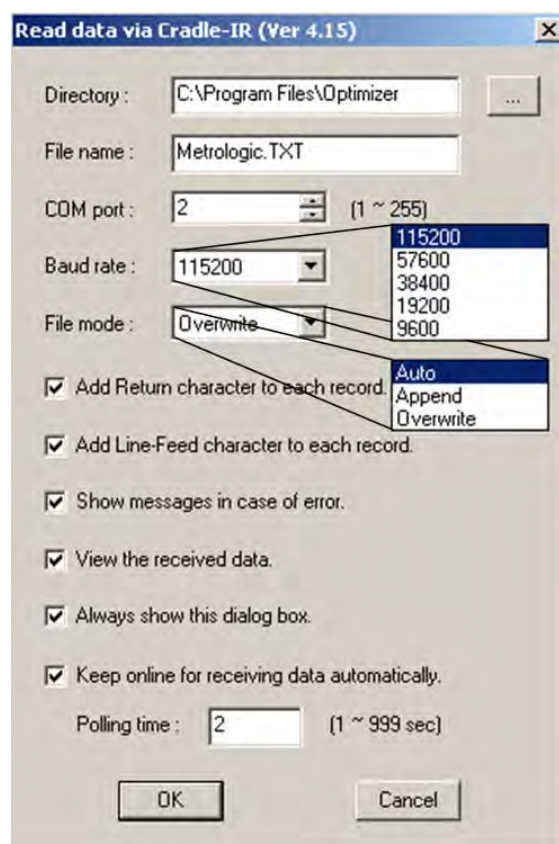 Read data via Cradle-IR (Ver 4.15)
Directory : C:\Program Files\Optimizer ...
File name : Metrologic.TXT
COM port : 2 (1 ~ 255)
Baud rate : 115200
115200
57600
38400
19200
9600
File mode : Overwrite
Auto
Append
Overwrite
Add Return character to each record.
Add Line-Feed character to each record.
Show messages in case of error.
View the received data.
Always show this dialog box.
Keep online for receiving data automatically.
Polling time : 2 (1 ~ 999 sec)
OK Cancel